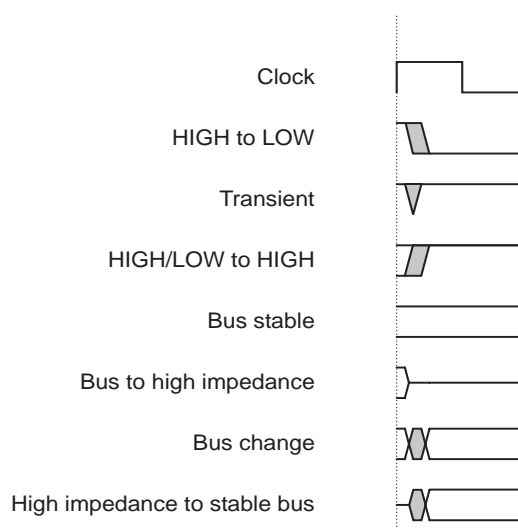 Clock
HIGH to LOW
Transient
HIGH/LOW to HIGH
Bus stable
Bus to high impedance
Bus change
High impedance to stable bus